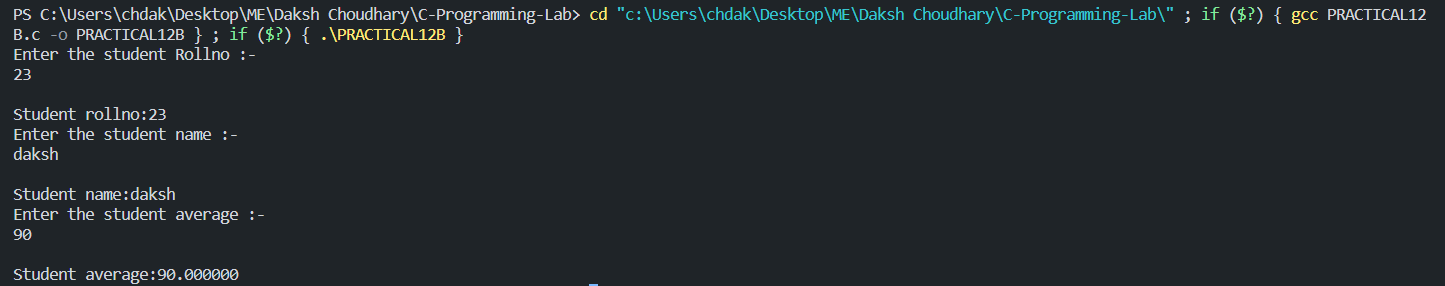 PS C:\Users\chdak\Desktop\ME\Daksh Choudhary\C-Programming-Lab> cd "c:\Users\chdak\Desktop\ME\Daksh Choudhary\C-Programming-Lab\" ; if ($?) { gcc PRACTICAL12
B.c -o PRACTICAL12B } ; if ($?) { .\PRACTICAL12B }
Enter the student Rollno :-
23
Student rollno:23
Enter the student name :-
daksh
Student name:daksh
Enter the student average :-
90
Student average:90.000000